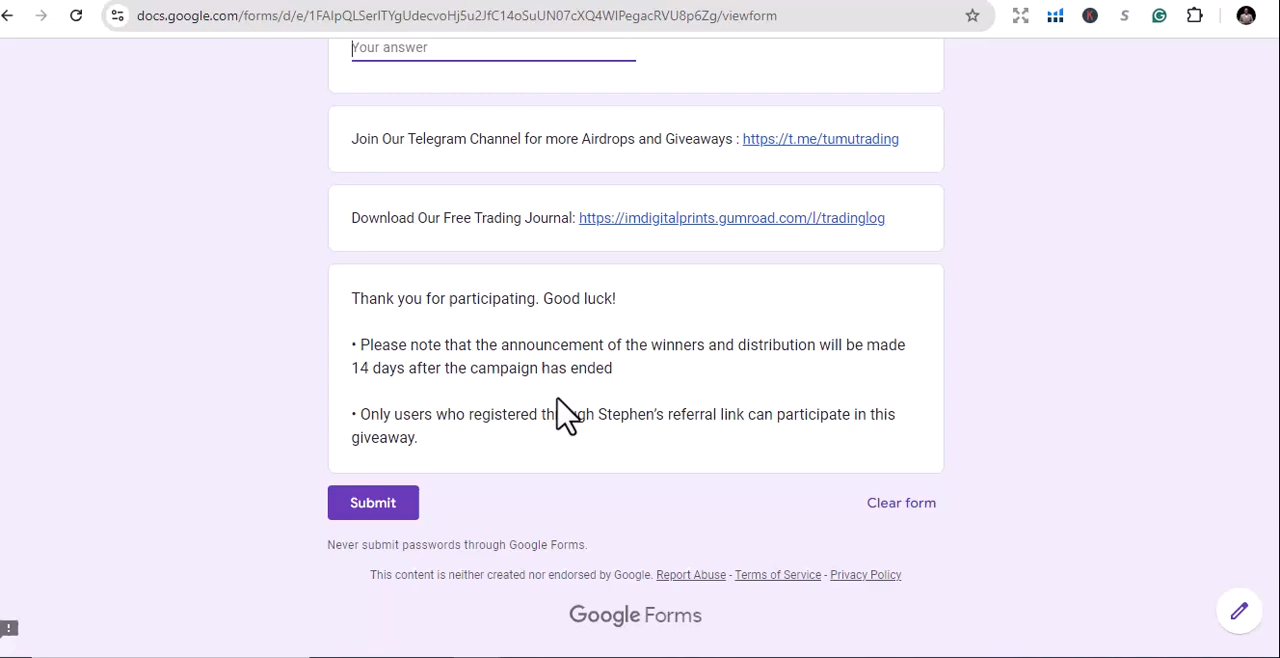 docs.google.com/forms/d/e/1FAIpQLSerITYgUdecvoHj5u2JfC14oSuUN07cXQ4WIPegacRVU8p6Zg/viewform
Your answer
Join Our Telegram Channel for more Airdrops and Giveaways : https://t.me/tumutrading
Download Our Free Trading Journal: https://imdigitalprints.gumroad.com/l/tradinglog
Thank you for participating. Good luck!
• Please note that the announcement of the winners and distribution will be made
14 days after the campaign has ended
• Only users who registered through Stephen's referral link can participate in this
giveaway.
Submit
Clear form
Never submit passwords through Google Forms.
This content is neither created nor endorsed by Google. Report Abuse - Terms of Service - Privacy Policy
Google Forms